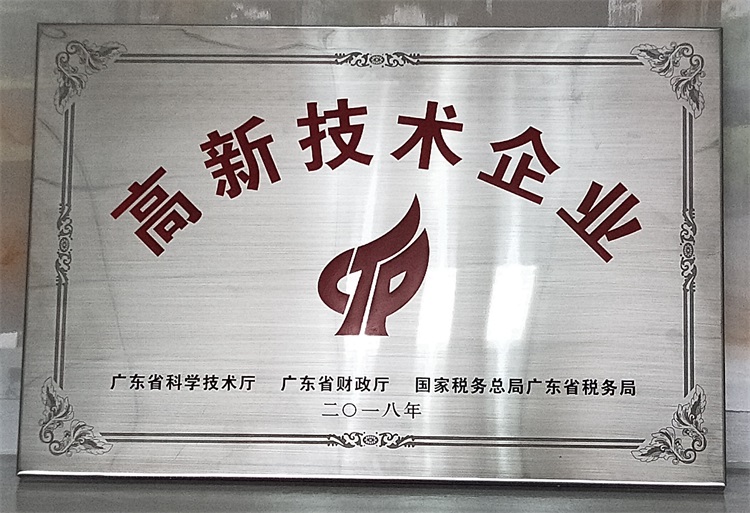 高新技术企业
广东省科学技术厅 广东省财政厅 国家税务总局广东省税务局
二〇一八年